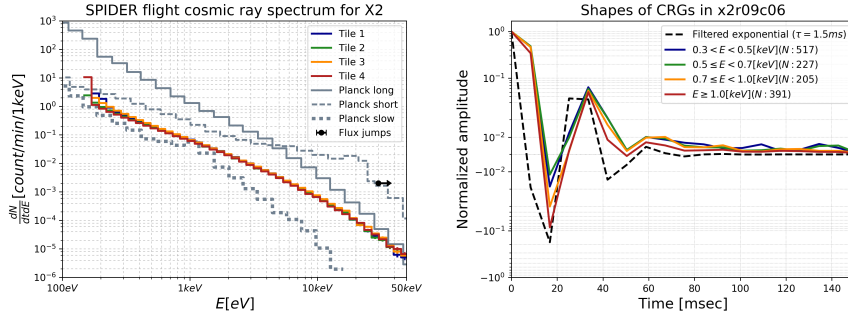 SPIDER flight cosmic ray spectrum for X2
dN/dtdE [count/min/1keV]
10^3
10^2
10^1
10^0
10^-1
10^-2
10^-3
10^-4
10^-5
10^-6
100eV
1keV
10keV
50keV
E[eV]
Tile 1
Tile 2
Tile 3
Tile 4
Planck long
Planck short
Planck slow
Flux jumps
Shapes of CRGs in x2r09c06
Normalized amplitude
10^0
10^-1
10^-2
-10^-2
-10^-1
-10^0
0
20
40
60
80
100
120
140
Time [msec]
Filtered exponential (τ = 1.5ms)
0.3 < E < 0.5[keV](N : 517)
0.5 ≤ E < 0.7[keV](N : 227)
0.7 ≤ E < 1.0[keV](N : 205)
E ≥ 1.0[keV](N : 391)